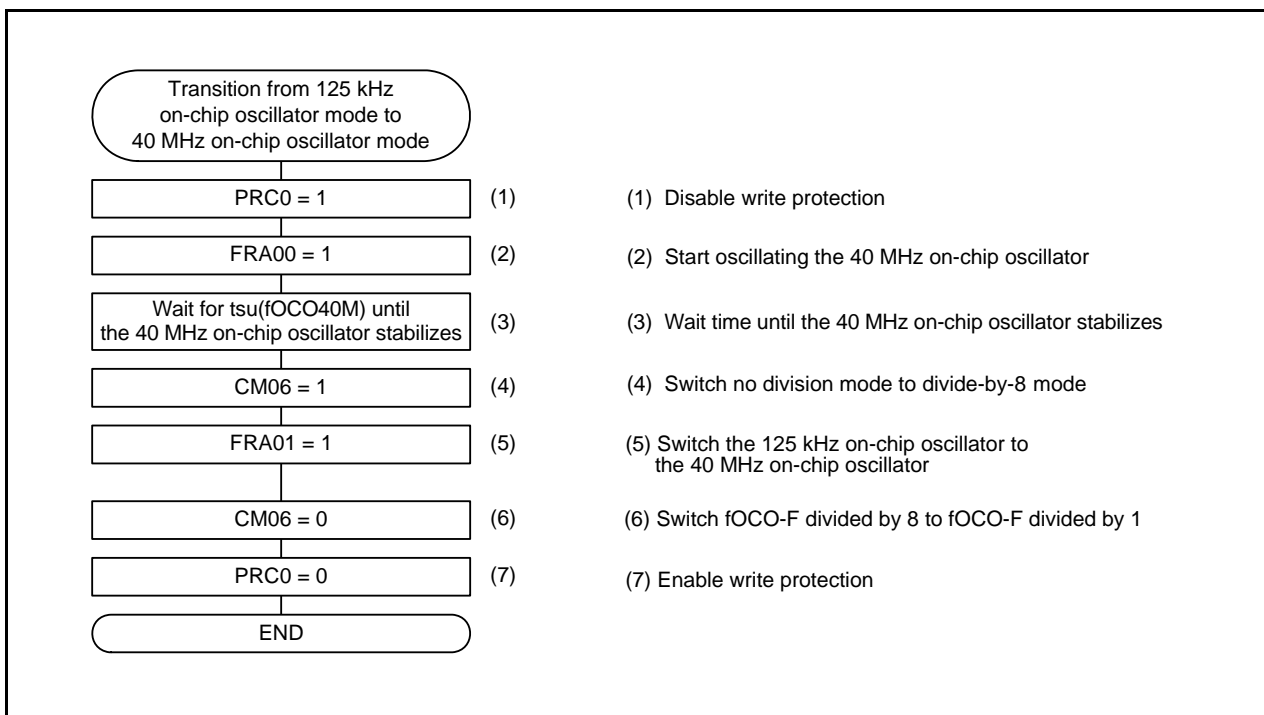 Transition from 125 kHz
on-chip oscillator mode to
40 MHz on-chip oscillator mode
PRC0 = 1
(1)
(1) Disable write protection
FRA00 = 1
(2)
(2) Start oscillating the 40 MHz on-chip oscillator
Wait for tsu(fOCO40M) until
the 40 MHz on-chip oscillator stabilizes
(3)
(3) Wait time until the 40 MHz on-chip oscillator stabilizes
CM06 = 1
(4)
(4) Switch no division mode to divide-by-8 mode
FRA01 = 1
(5)
(5) Switch the 125 kHz on-chip oscillator to
the 40 MHz on-chip oscillator
CM06 = 0
(6)
(6) Switch fOCO-F divided by 8 to fOCO-F divided by 1
PRC0 = 0
(7)
(7) Enable write protection
END